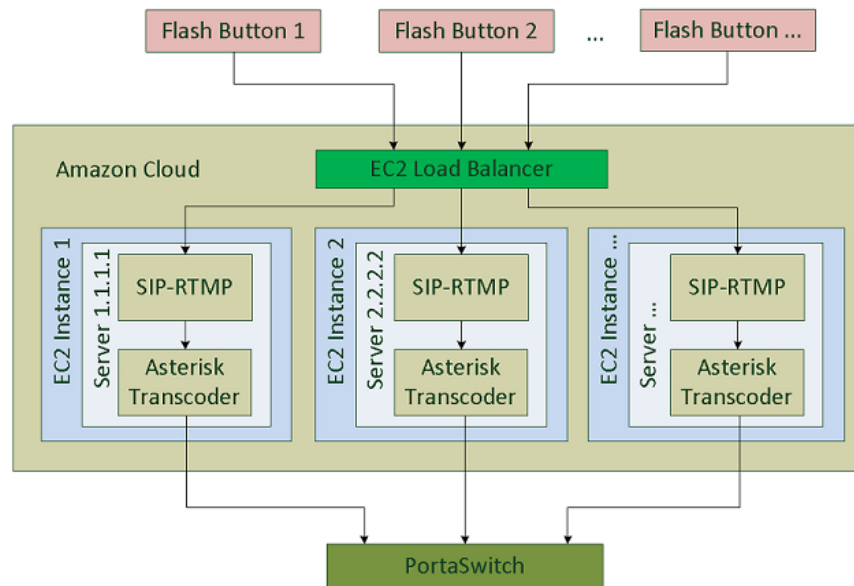 Flash Button 1
Flash Button 2
...
Flash Button ...
Amazon Cloud
EC2 Load Balancer
EC2 Instance 1
Server 1.1.1.1
SIP-RTMP
Asterisk
Transcoder
EC2 Instance 2
Server 2.2.2.2
SIP-RTMP
Asterisk
Transcoder
EC2 Instance ...
Server ...
SIP-RTMP
Asterisk
Transcoder
PortaSwitch